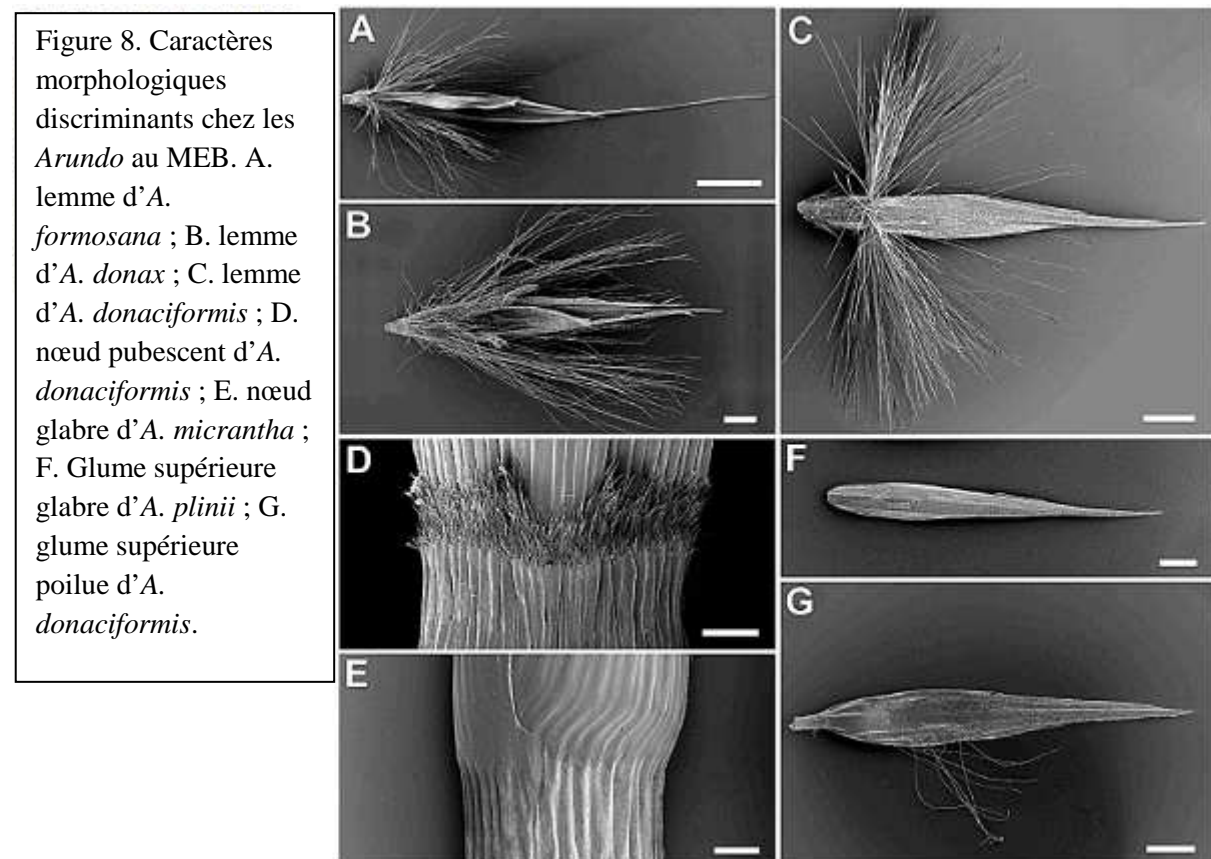 Figure 8. Caractères
morphologiques
discriminants chez les
Arundo au MEB. A.
lemme d’A.
formosana ; B. lemme
d’A. donax ; C. lemme
d’A. donaciformis ; D.
nœud pubescent d’A.
donaciformis ; E. nœud
glabre d’A. micrantha ;
F. Glume supérieure
glabre d’A. plinii ; G.
glume supérieure
poilue d’A.
donaciformis.
A
B
C
D
E
F
G